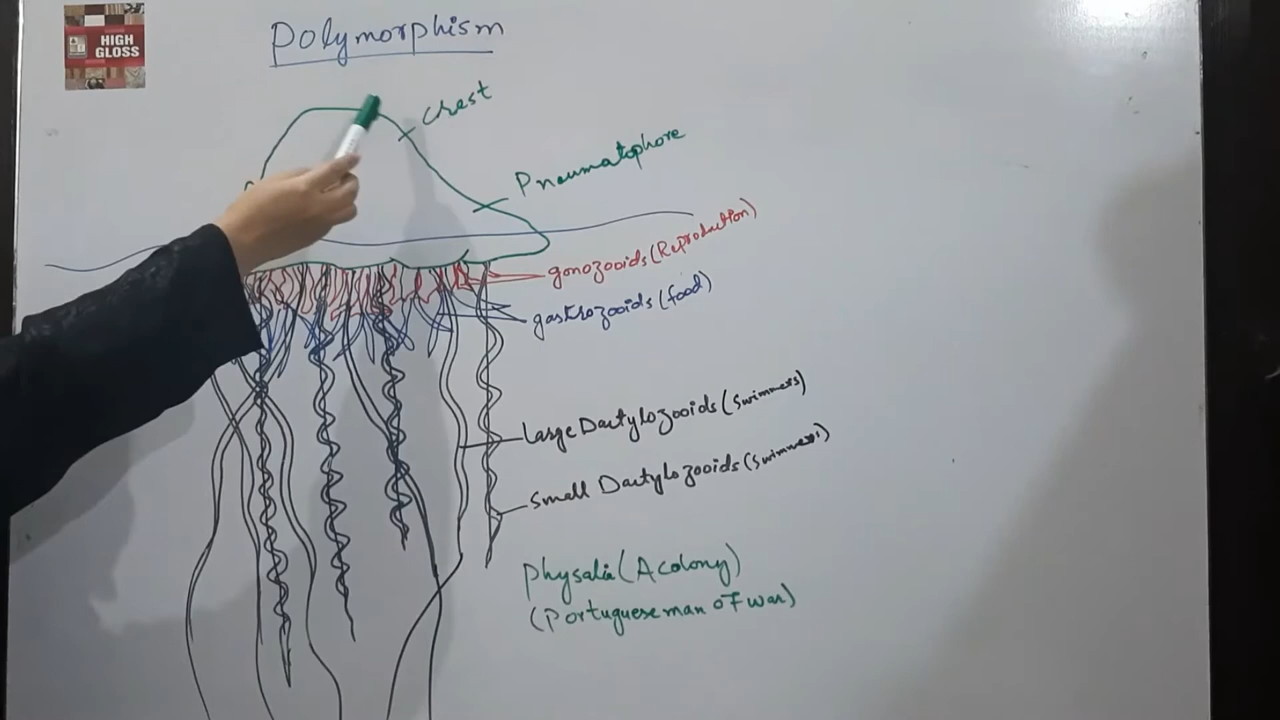 HIGH
GLOSS
Polymorphism
Crest
Pneumatophore
gonozooids (Reproduction)
gastrozooids (food)
Large Dactylozooids (Swimmers)
Small Dactylozooids (Swimmers)
Physalia (A colony)
(Portuguese man of war)